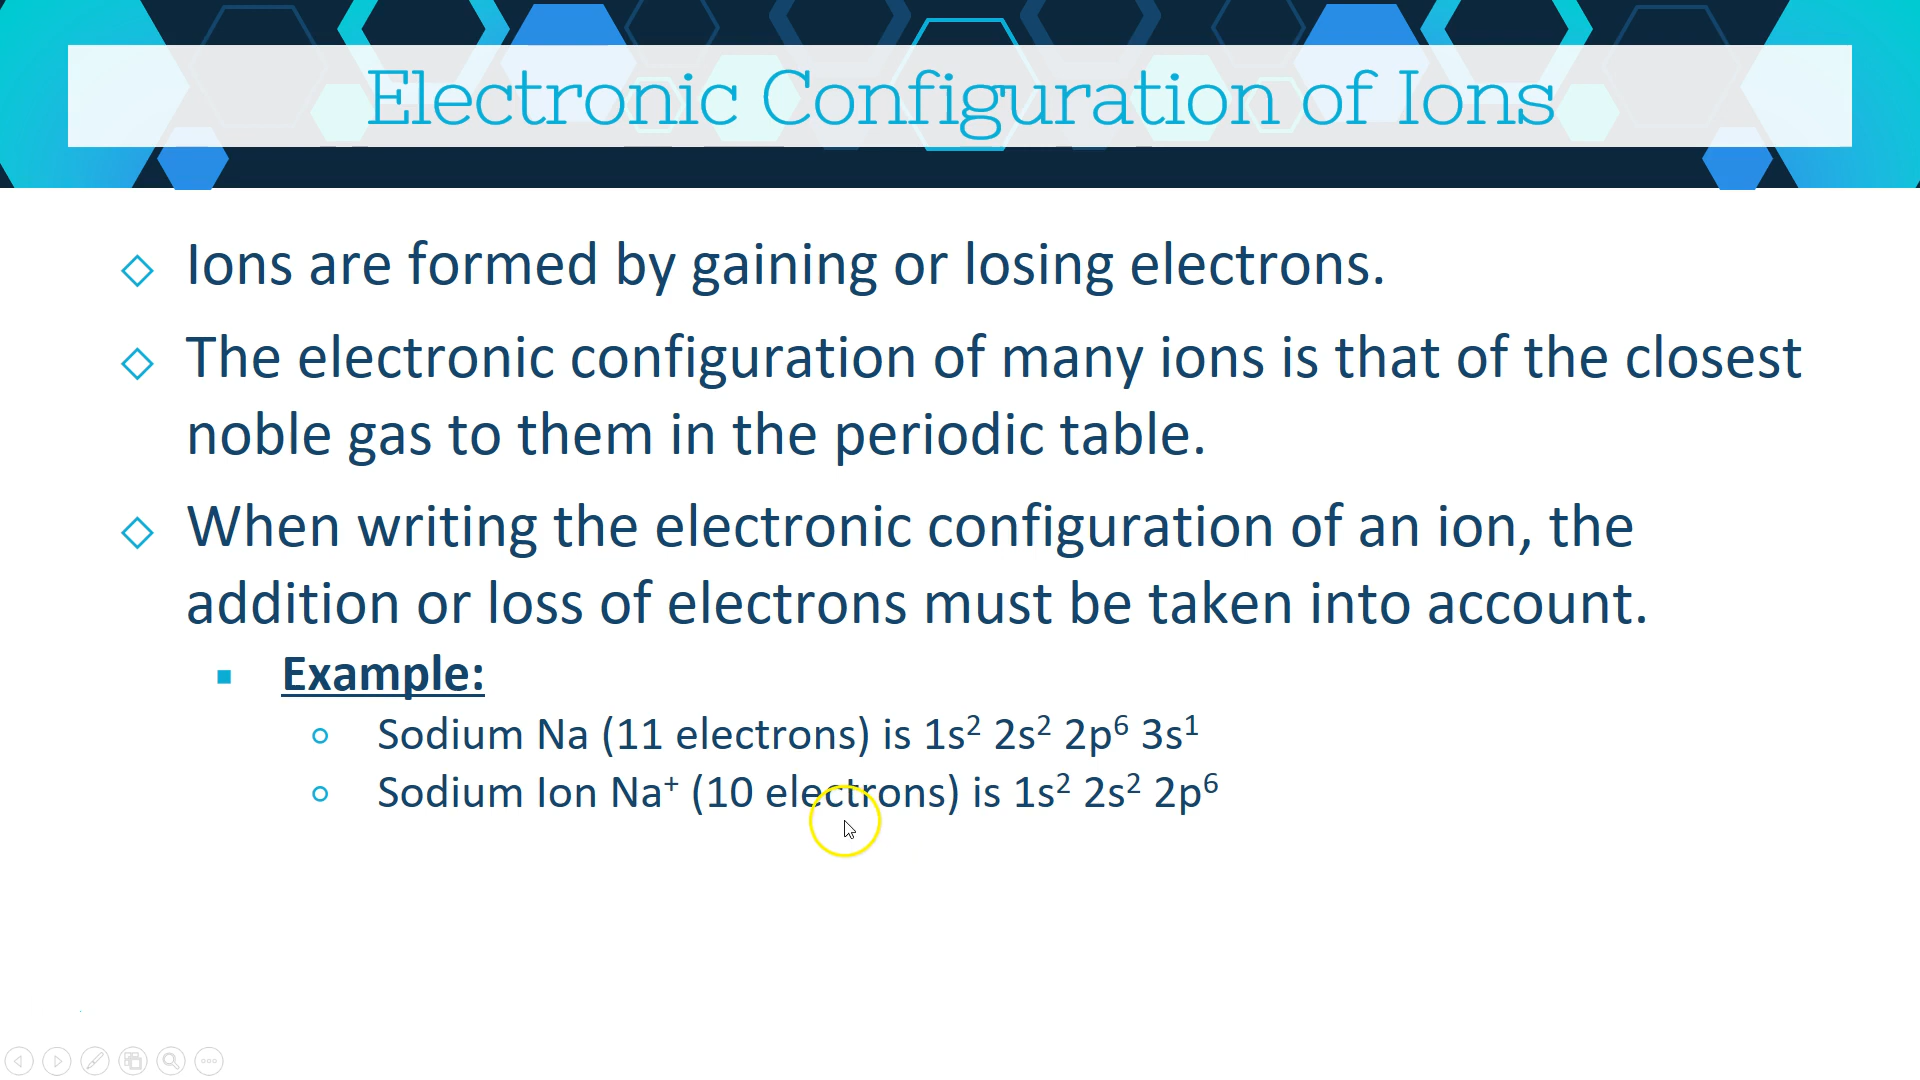 Electronic Configuration of Ions
Ions are formed by gaining or losing electrons.
The electronic configuration of many ions is that of the closest
noble gas to them in the periodic table.
When writing the electronic configuration of an ion, the
addition or loss of electrons must be taken into account.
Example:
Sodium Na (11 electrons) is 1s² 2s² 2p⁶ 3s¹
Sodium Ion Na⁺ (10 electrons) is 1s² 2s² 2p⁶